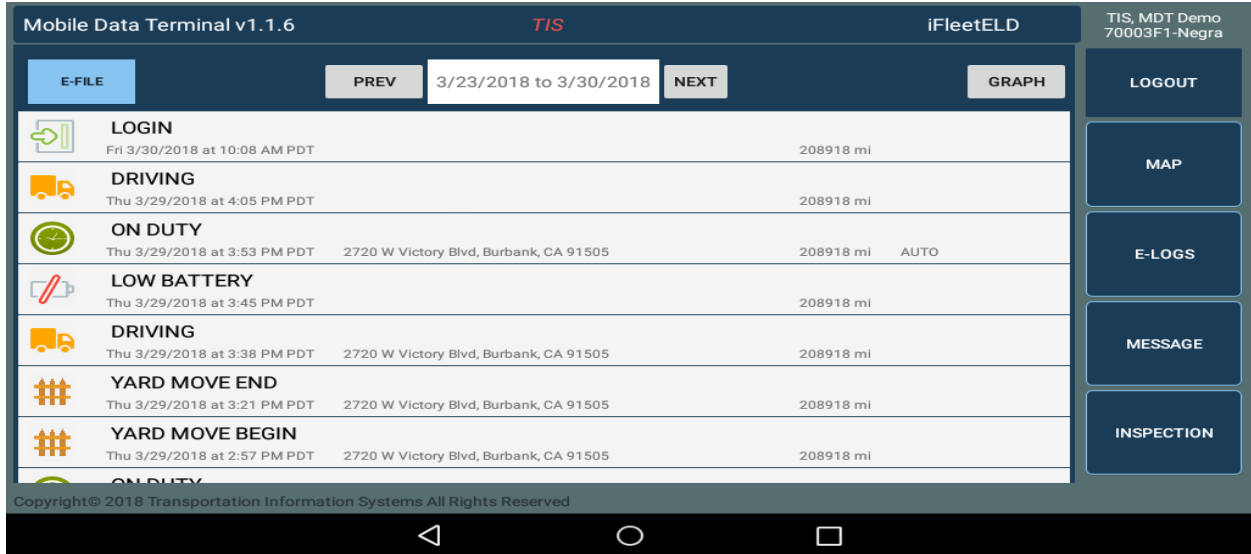 Mobile Data Terminal v1.1.6 TIS iFleetELD
TIS, MDT Demo
70003F1-Negra
E-FILE PREV 3/23/2018 to 3/30/2018 NEXT GRAPH
LOGOUT
LOGIN
Fri 3/30/2018 at 10:08 AM PDT 208918 mi
MAP
DRIVING
Thu 3/29/2018 at 4:05 PM PDT 208918 mi
ON DUTY
Thu 3/29/2018 at 3:53 PM PDT 2720 W Victory Blvd, Burbank, CA 91505 208918 mi AUTO
E-LOGS
LOW BATTERY
Thu 3/29/2018 at 3:45 PM PDT 208918 mi
DRIVING
Thu 3/29/2018 at 3:38 PM PDT 2720 W Victory Blvd, Burbank, CA 91505 208918 mi
MESSAGE
YARD MOVE END
Thu 3/29/2018 at 3:21 PM PDT 2720 W Victory Blvd, Burbank, CA 91505 208918 mi
YARD MOVE BEGIN
Thu 3/29/2018 at 2:57 PM PDT 2720 W Victory Blvd, Burbank, CA 91505 208918 mi
INSPECTION
ON DUTY
Copyright© 2018 Transportation Information Systems All Rights Reserved